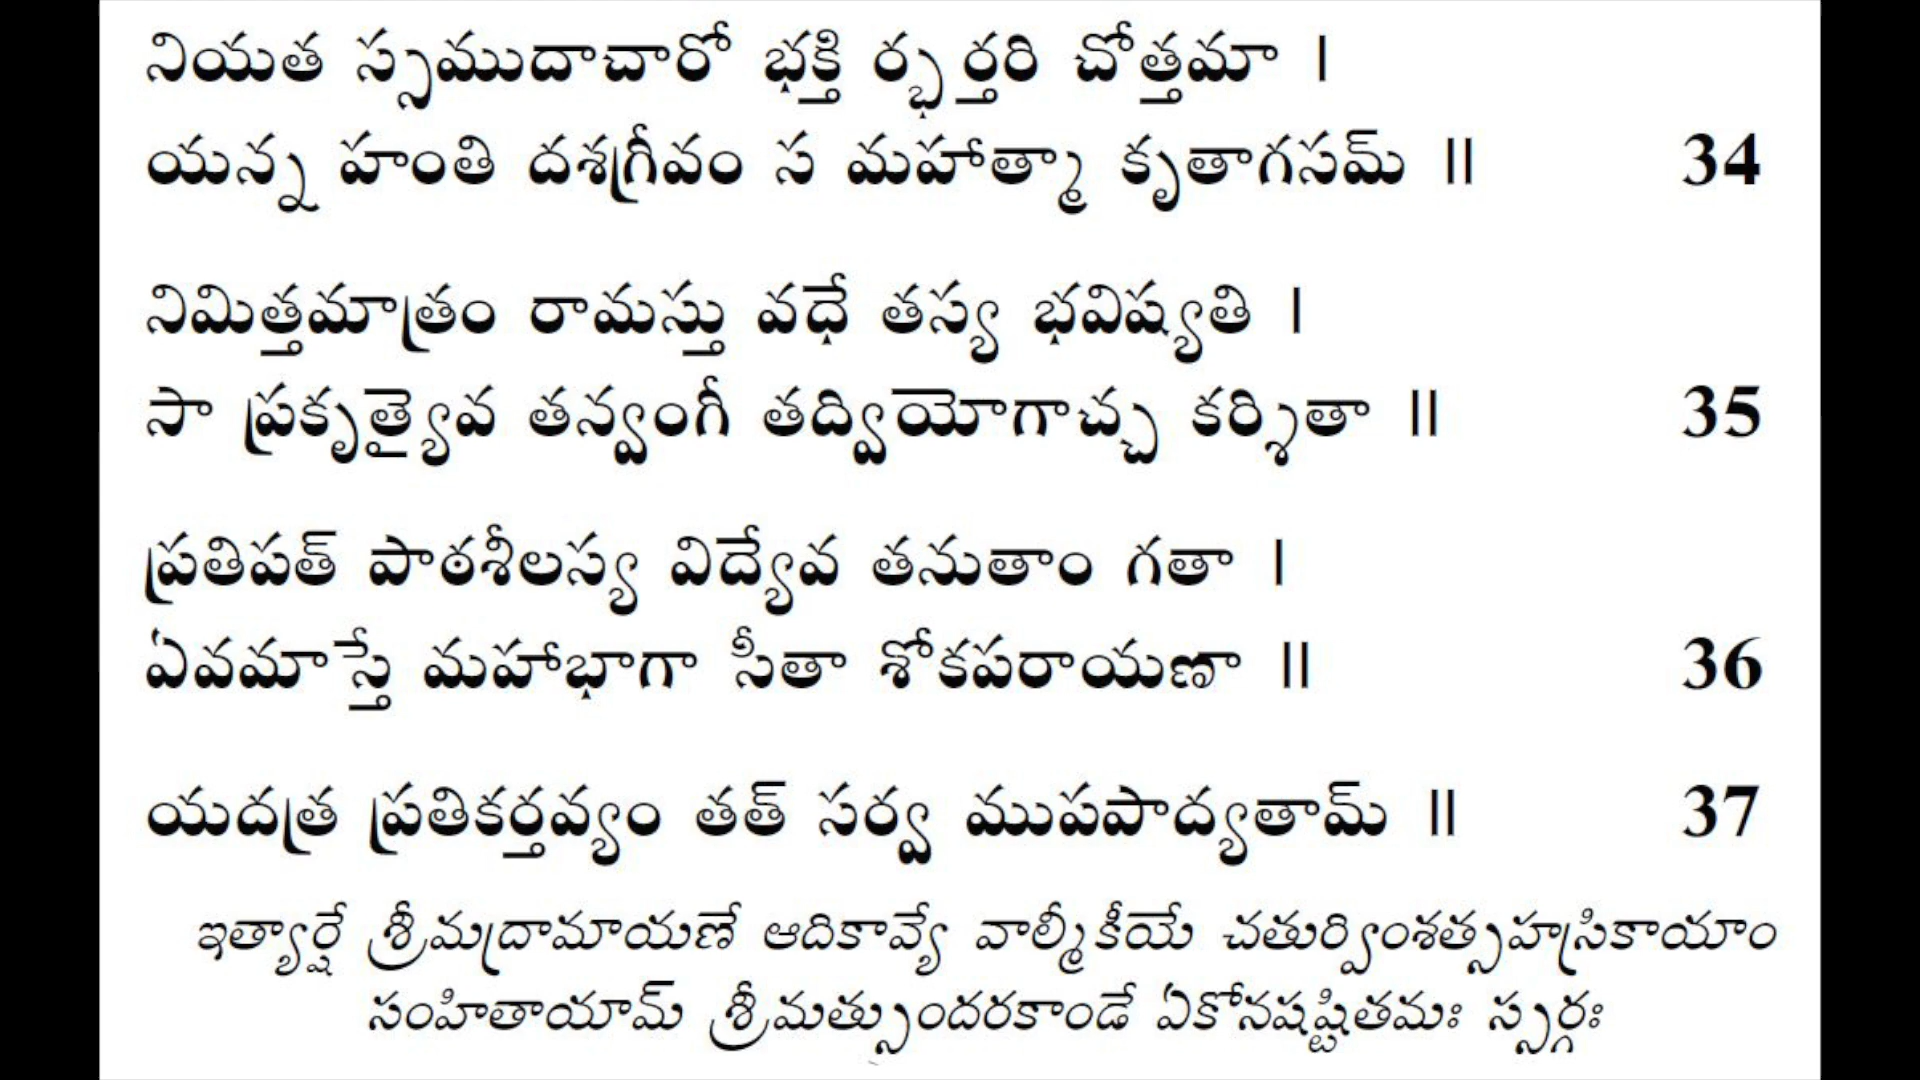 నియత స్సముదాచారో భక్తి ర్భర్తరి చోత్తమా ।
యన్న హంతి దశగ్రీవం స మహాత్మా కృతాగసమ్ ॥ 34
నిమిత్తమాత్రం రామస్తు వధే తస్య భవిష్యతి ।
సా ప్రకృత్యైవ తన్వంగీ తద్వియోగాచ్చ కర్శితా ॥ 35
ప్రతిపత్ పాఠశీలస్య విద్యేవ తనుతాం గతా ।
ఏవమాస్తే మహాభాగా సీతా శోకపరాయణా ॥ 36
యదత్ర ప్రతికర్తవ్యం తత్ సర్వ ముపపాద్యతామ్ ॥ 37
ఇత్యార్షే శ్రీమద్రామాయణే ఆదికావ్యే వాల్మీకీయే చతుర్వింశత్సహస్రికాయాం
సంహితాయామ్ శ్రీమత్సుందరకాండే ఏకోనషష్టితమః స్సర్గః